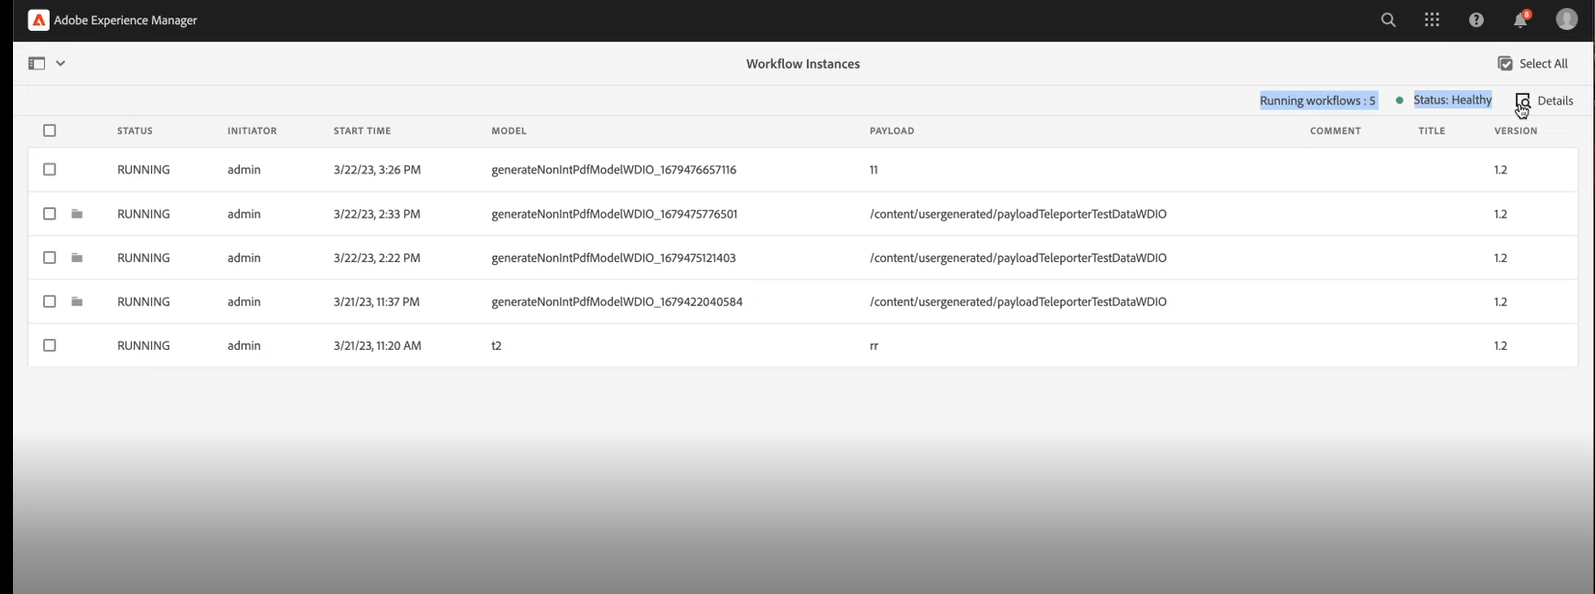 Adobe Experience Manager
8
Workflow Instances
Select All
Running workflows : 5 Status: Healthy Details
STATUS INITIATOR START TIME MODEL PAYLOAD COMMENT TITLE VERSION
RUNNING admin 3/22/23, 3:26 PM generateNonIntPdfModelWDIO_1679476657116 11 1.2
RUNNING admin 3/22/23, 2:33 PM generateNonIntPdfModelWDIO_1679475776501 /content/usergenerated/payloadTeleporterTestDataWDIO 1.2
RUNNING admin 3/22/23, 2:22 PM generateNonIntPdfModelWDIO_1679475121403 /content/usergenerated/payloadTeleporterTestDataWDIO 1.2
RUNNING admin 3/21/23, 11:37 PM generateNonIntPdfModelWDIO_1679422040584 /content/usergenerated/payloadTeleporterTestDataWDIO 1.2
RUNNING admin 3/21/23, 11:20 AM t2 rr 1.2